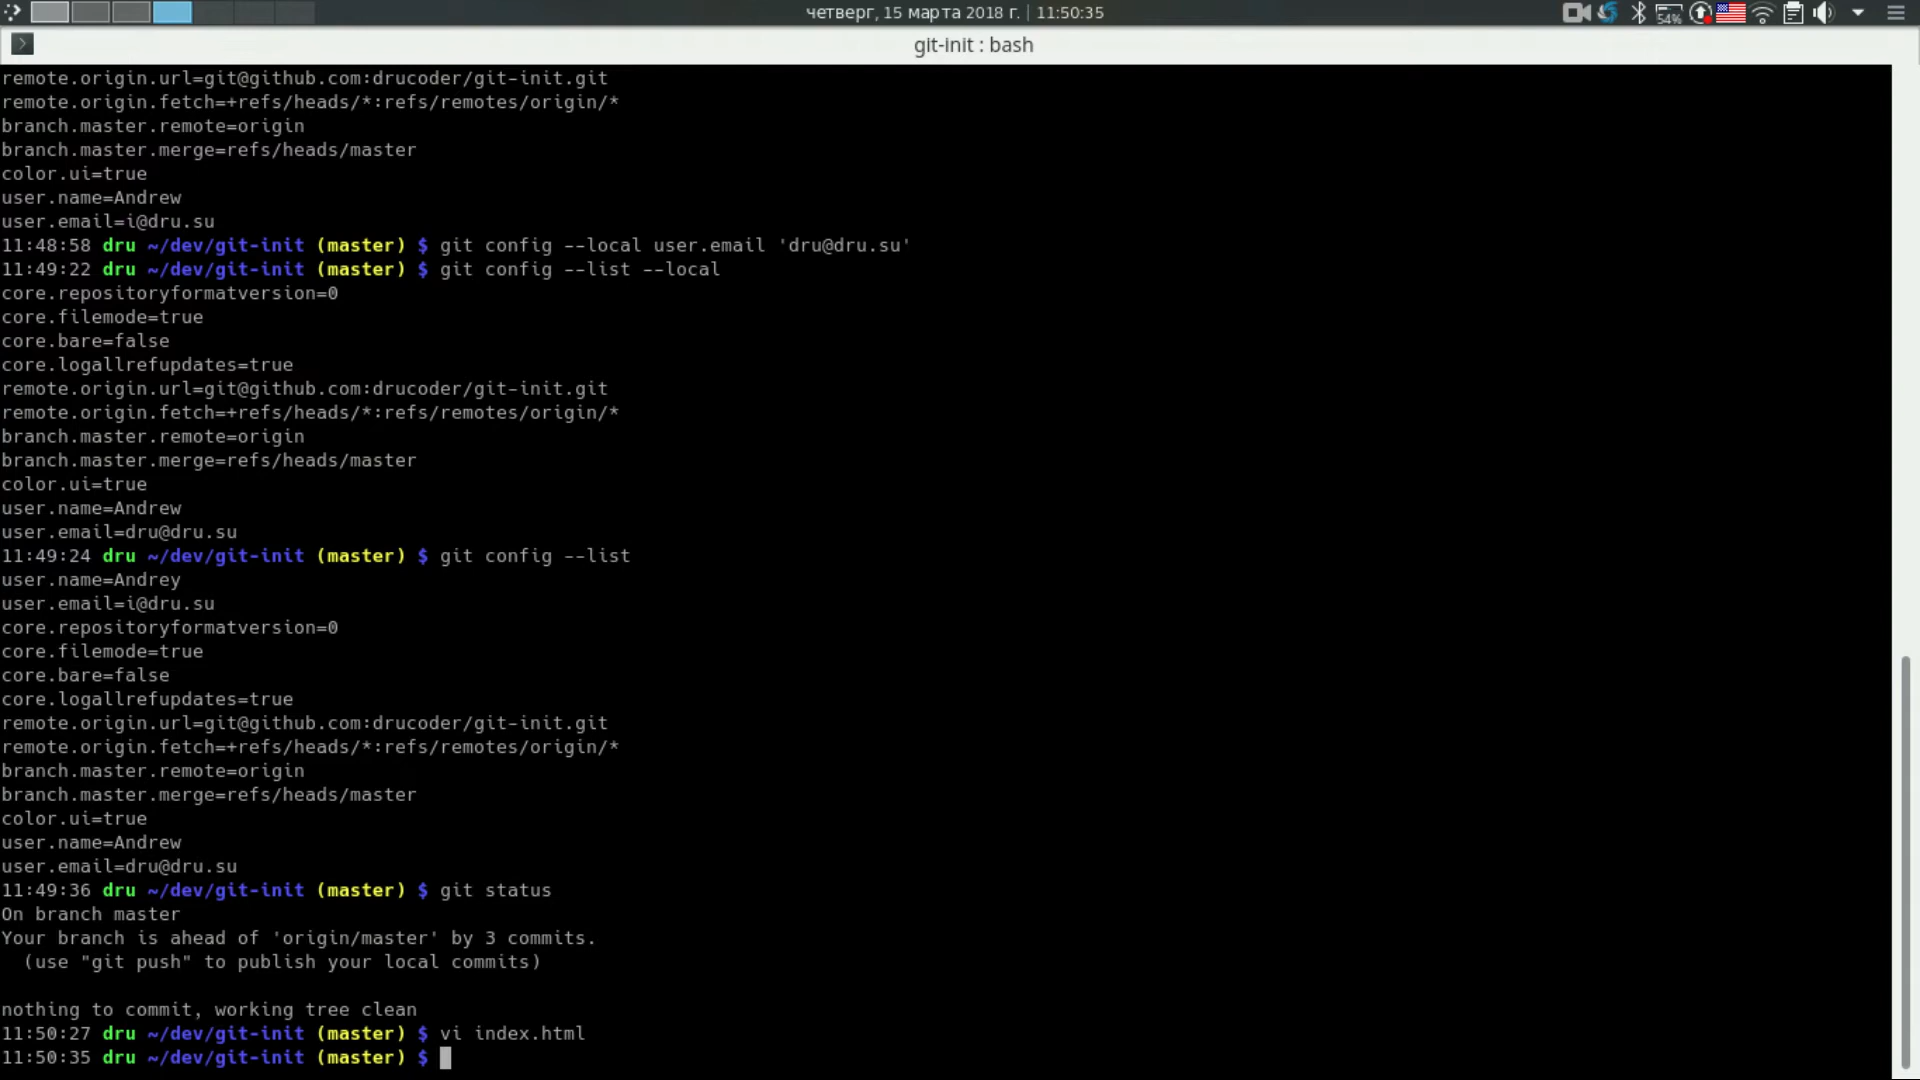 четверг, 15 марта 2018 г. | 11:50:35
54%
git-init : bash
remote.origin.url=git@github.com:drucoder/git-init.git
remote.origin.fetch=+refs/heads/*:refs/remotes/origin/*
branch.master.remote=origin
branch.master.merge=refs/heads/master
color.ui=true
user.name=Andrew
user.email=i@dru.su
11:48:58 dru ~/dev/git-init (master) $ git config --local user.email 'dru@dru.su'
11:49:22 dru ~/dev/git-init (master) $ git config --list --local
core.repositoryformatversion=0
core.filemode=true
core.bare=false
core.logallrefupdates=true
remote.origin.url=git@github.com:drucoder/git-init.git
remote.origin.fetch=+refs/heads/*:refs/remotes/origin/*
branch.master.remote=origin
branch.master.merge=refs/heads/master
color.ui=true
user.name=Andrew
user.email=dru@dru.su
11:49:24 dru ~/dev/git-init (master) $ git config --list
user.name=Andrey
user.email=i@dru.su
core.repositoryformatversion=0
core.filemode=true
core.bare=false
core.logallrefupdates=true
remote.origin.url=git@github.com:drucoder/git-init.git
remote.origin.fetch=+refs/heads/*:refs/remotes/origin/*
branch.master.remote=origin
branch.master.merge=refs/heads/master
color.ui=true
user.name=Andrew
user.email=dru@dru.su
11:49:36 dru ~/dev/git-init (master) $ git status
On branch master
Your branch is ahead of 'origin/master' by 3 commits.
  (use "git push" to publish your local commits)
nothing to commit, working tree clean
11:50:27 dru ~/dev/git-init (master) $ vi index.html
11:50:35 dru ~/dev/git-init (master) $